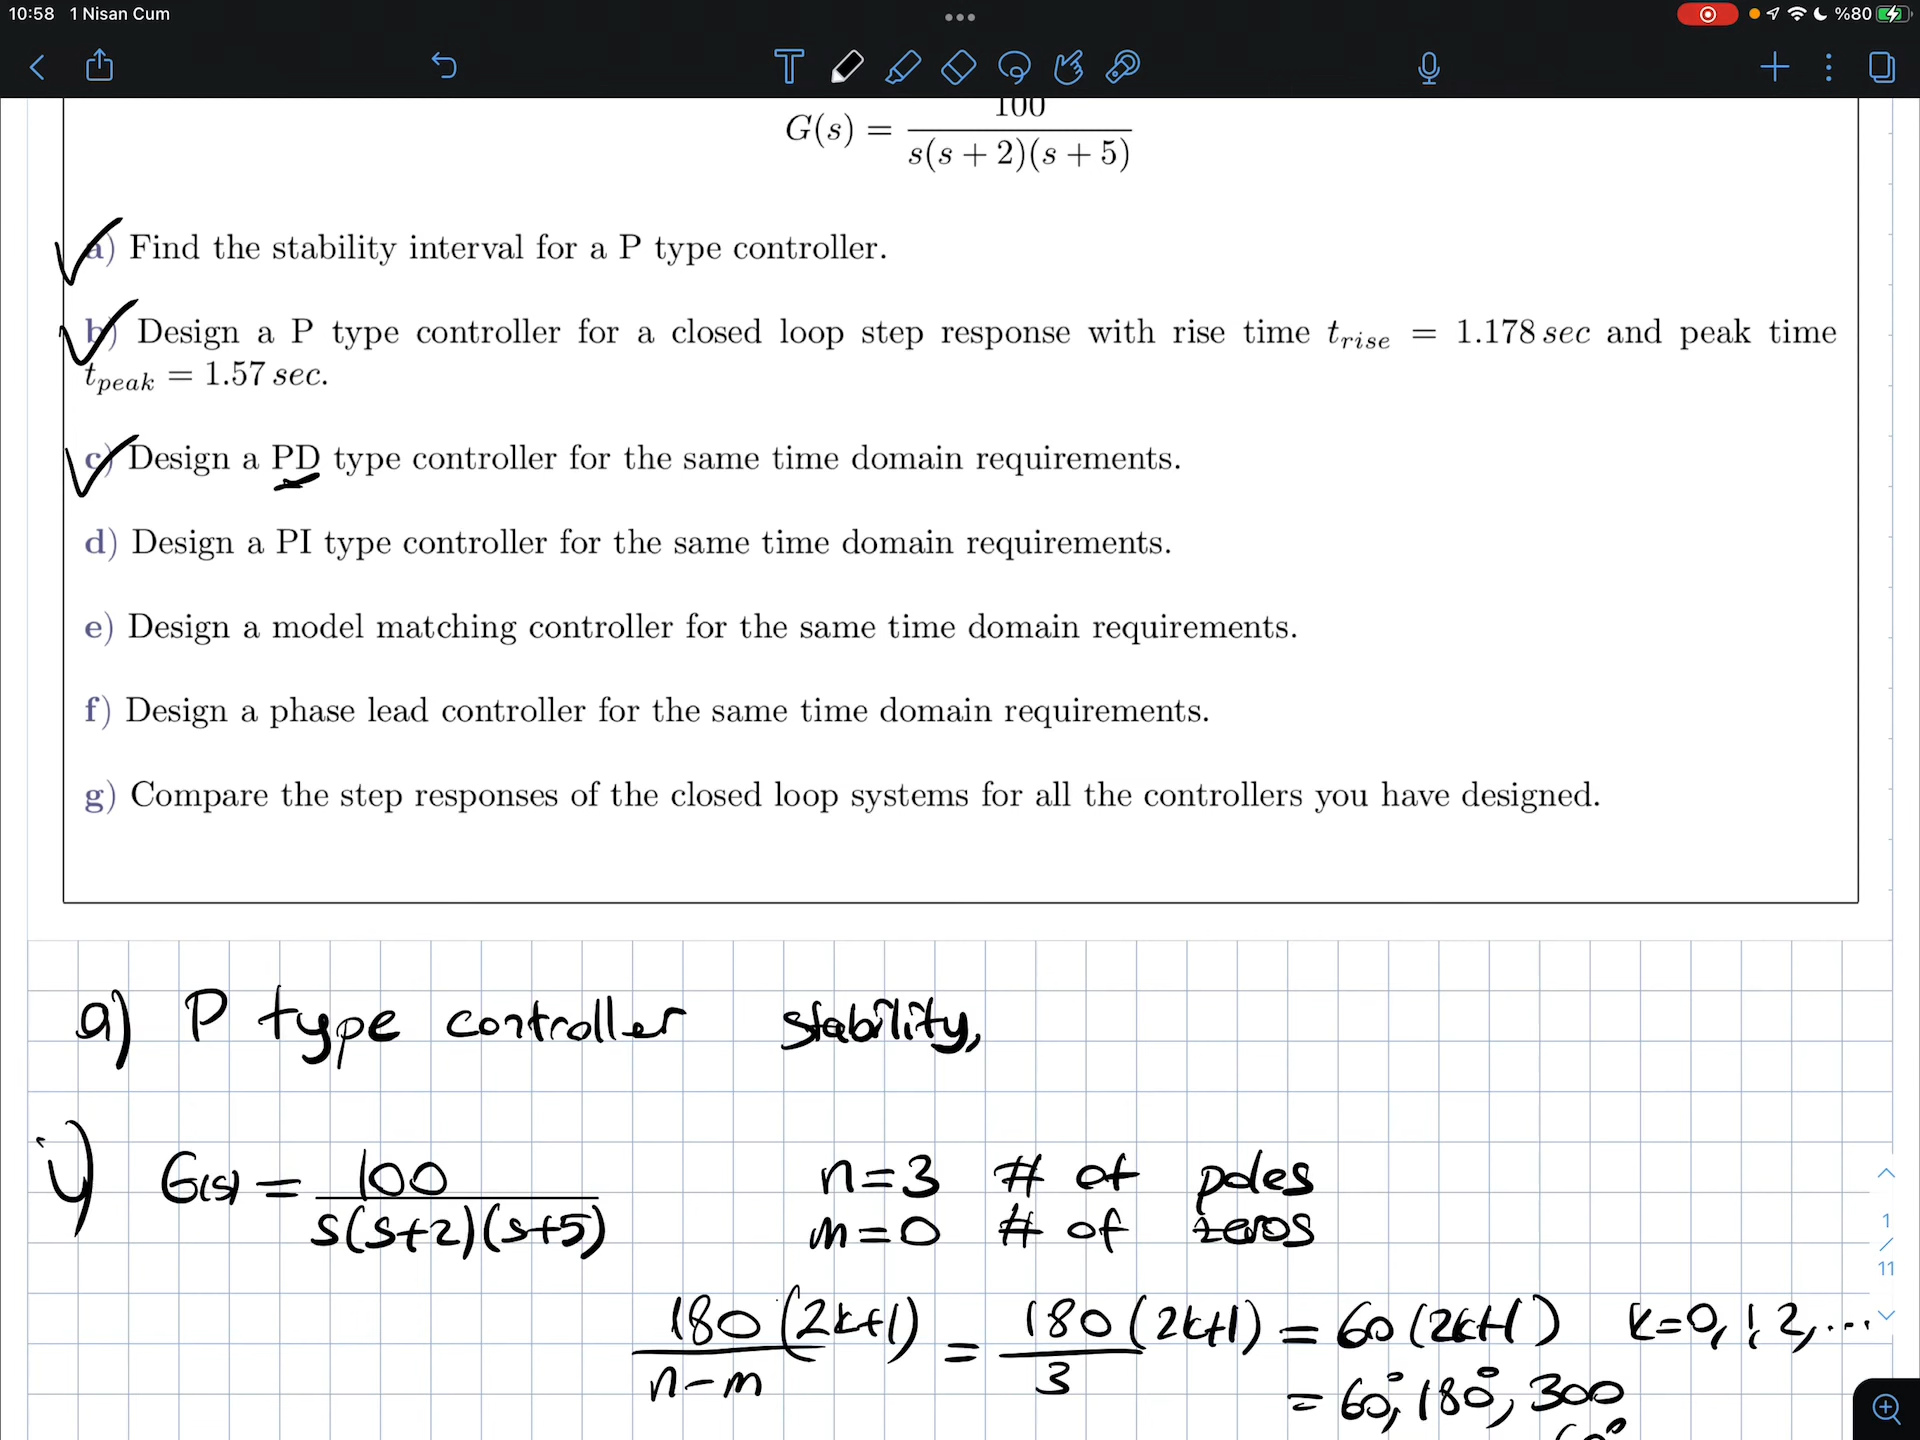 10:58 1 Nisan Cum
%80
G(s) = 100 / s(s + 2)(s + 5)
a) Find the stability interval for a P type controller.
b) Design a P type controller for a closed loop step response with rise time t_rise = 1.178 sec and peak time
t_peak = 1.57 sec.
c) Design a PD type controller for the same time domain requirements.
d) Design a PI type controller for the same time domain requirements.
e) Design a model matching controller for the same time domain requirements.
f) Design a phase lead controller for the same time domain requirements.
g) Compare the step responses of the closed loop systems for all the controllers you have designed.
a) P type controller stability,
i) G(s) = 100 / s(s+2)(s+5)
n=3 # of poles
m=0 # of zeros
180(2k+1) / n-m = 180(2k+1) / 3 = 60(2k+1) k=0,1,2,...
= 60°, 180°, 300
1
/
11